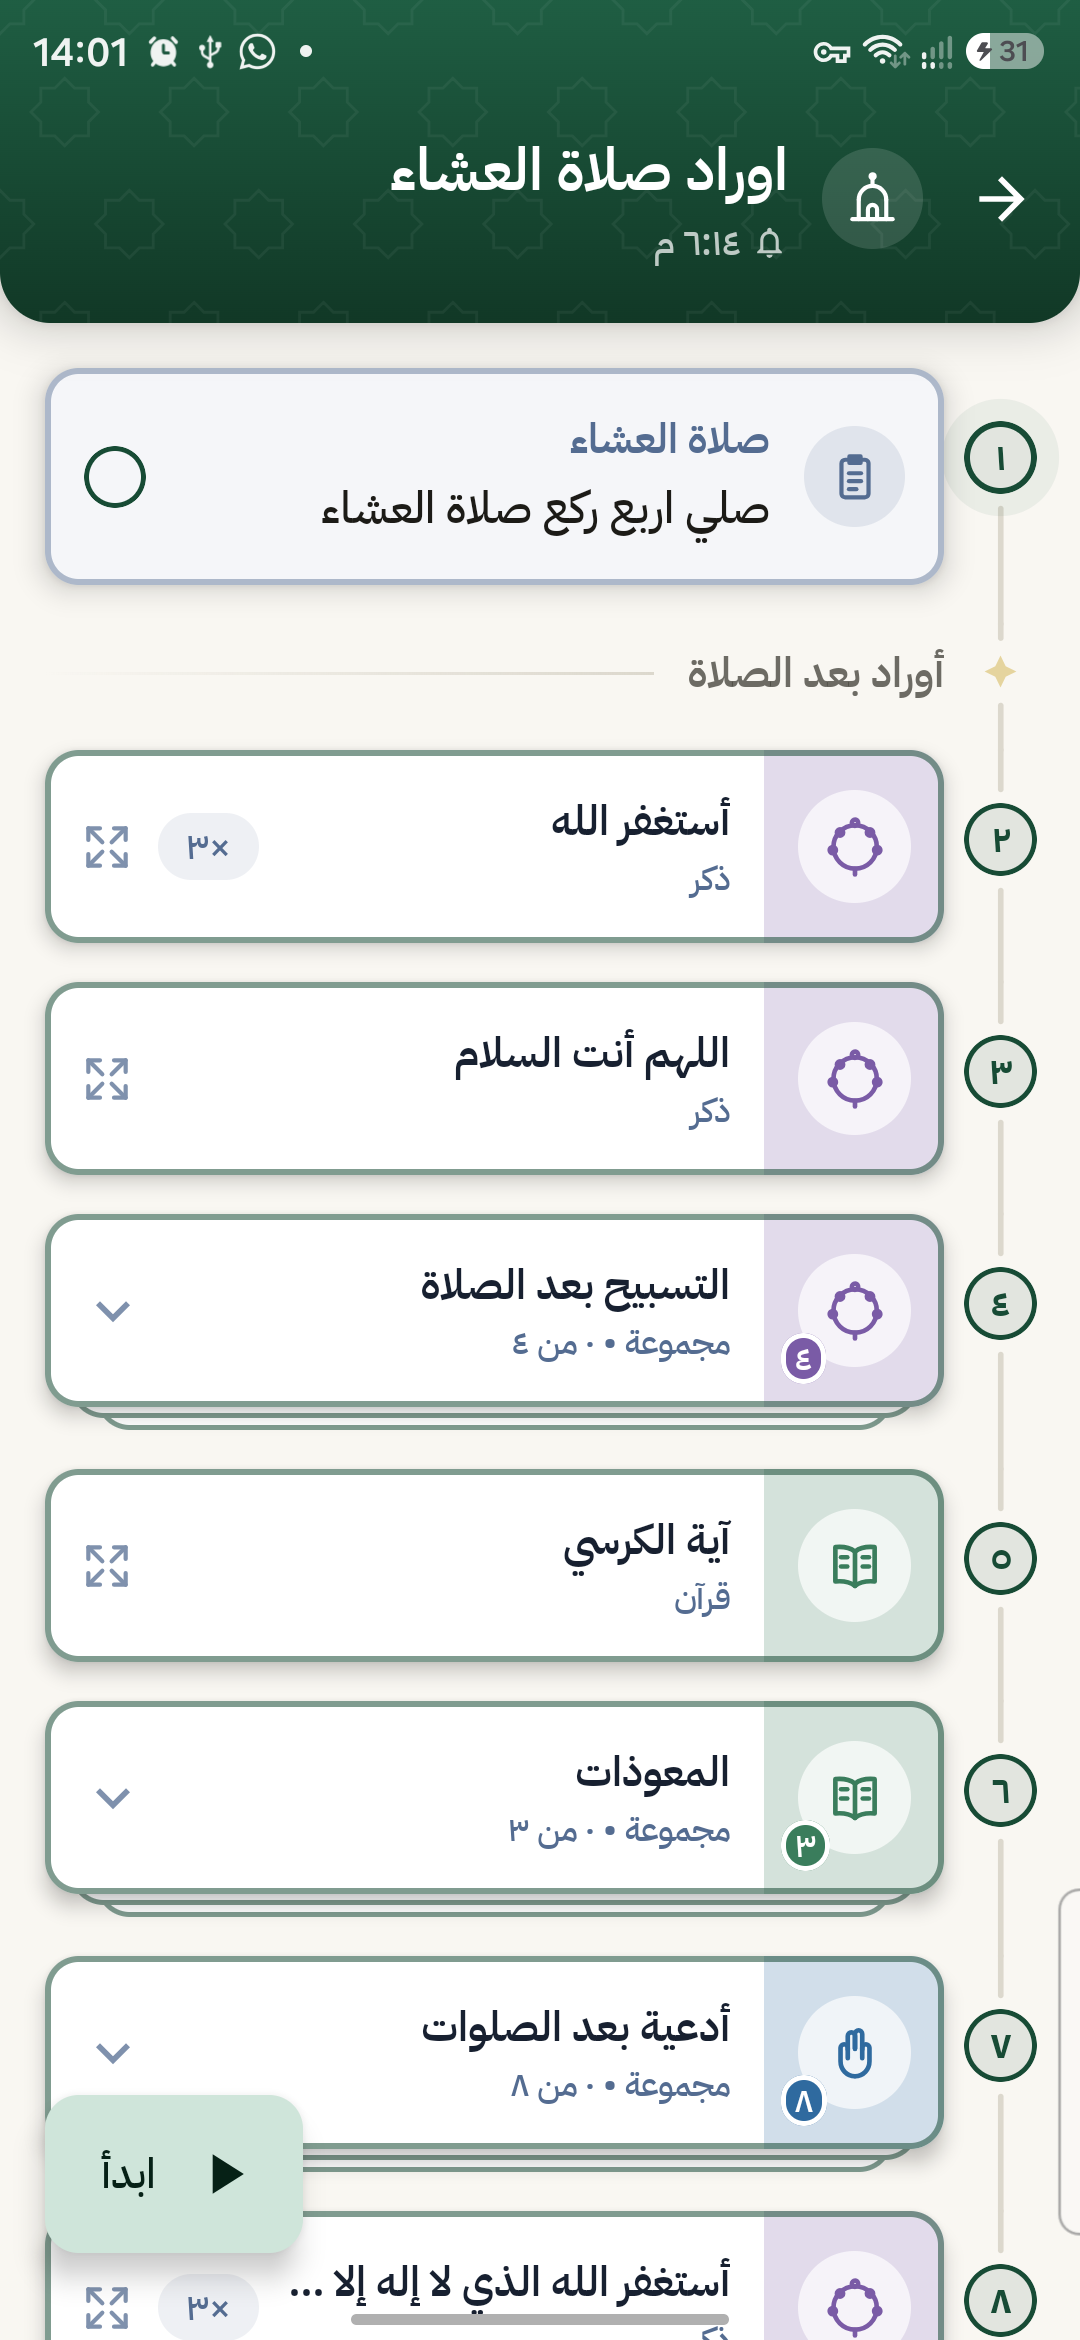 14:01
31
اوراد صلاة العشاء
٦:١٤ م
١
صلاة العشاء
صلي اربع ركع صلاة العشاء
أوراد بعد الصلاة
٢
أستغفر الله
ذكر
×٣
٣
اللهم أنت السلام
ذكر
٤
التسبيح بعد الصلاة
مجموعة • ٠ من ٤
٤
٥
آية الكرسي
قرآن
٦
المعوذات
مجموعة • ٠ من ٣
٣
٧
أدعية بعد الصلوات
مجموعة • ٠ من ٨
٨
ابدأ
٨
أستغفر الله الذي لا إله إلا ...
ذكر
×٣